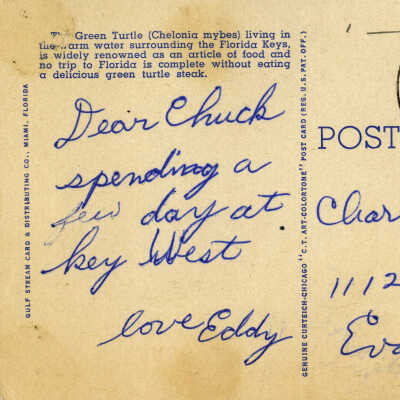 The Green Turtle (Chelonia mybes) living in
the warm water surrounding the Florida Keys,
is widely renowned as an article of food and
no trip to Florida is complete without eating
a delicious green turtle steak.
Dear Chuck
spending a
few day at
key West
love Eddy
GULF STREAM CARD & DISTRIBUTING CO., MIAMI, FLORIDA
GENUINE CURTEICH-CHICAGO "C.T. ART-COLORTONE" POST CARD (REG. U.S. PAT. OFF.)
POST
Char
1112
Eva